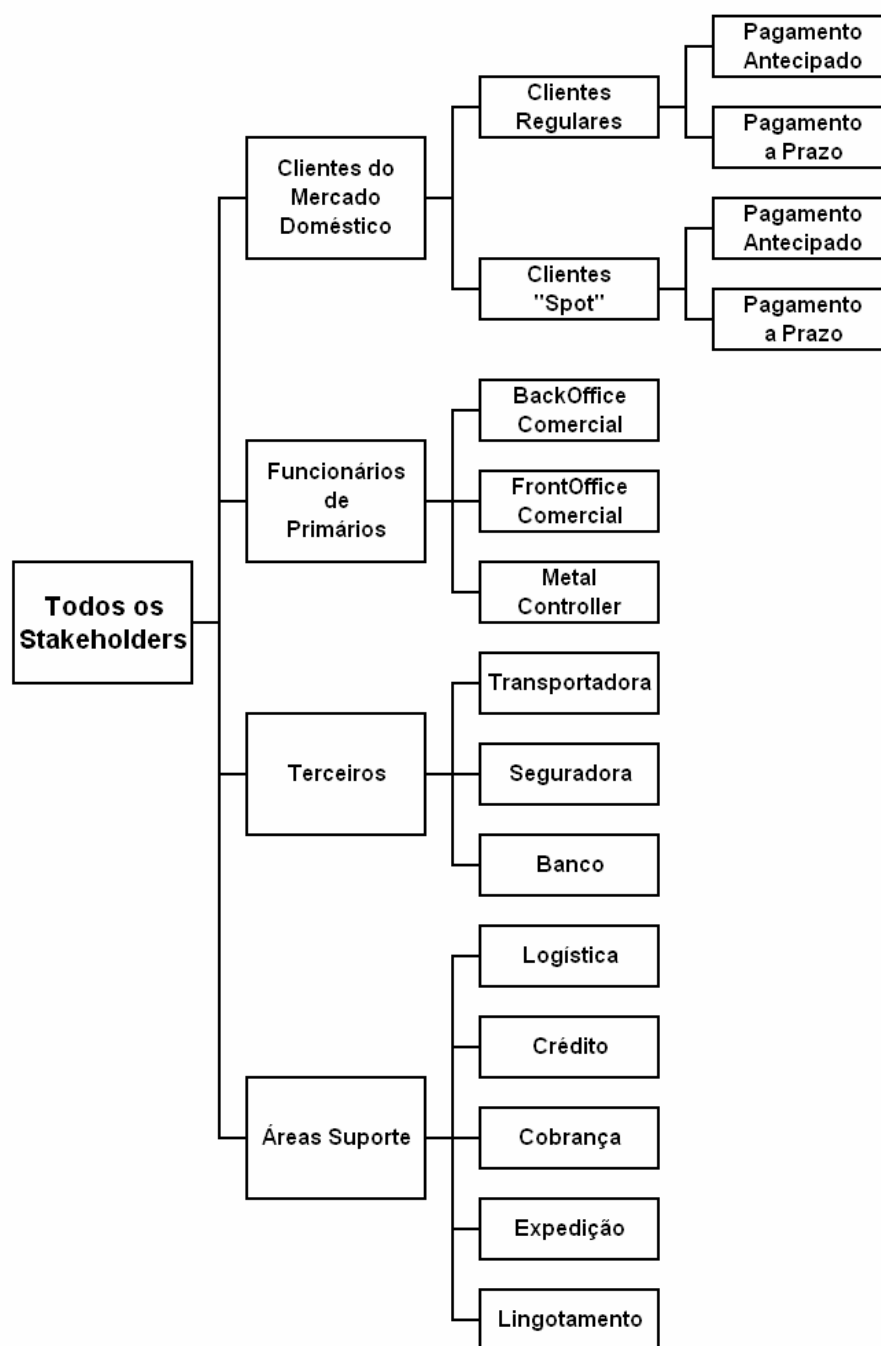 Todos os
Stakeholders
Clientes do
Mercado
Doméstico
Clientes
Regulares
Pagamento
Antecipado
Pagamento
a Prazo
Clientes
"Spot"
Pagamento
Antecipado
Pagamento
a Prazo
Funcionários
de
Primários
BackOffice
Comercial
FrontOffice
Comercial
Metal
Controller
Terceiros
Transportadora
Seguradora
Banco
Áreas Suporte
Logística
Crédito
Cobrança
Expedição
Lingotamento